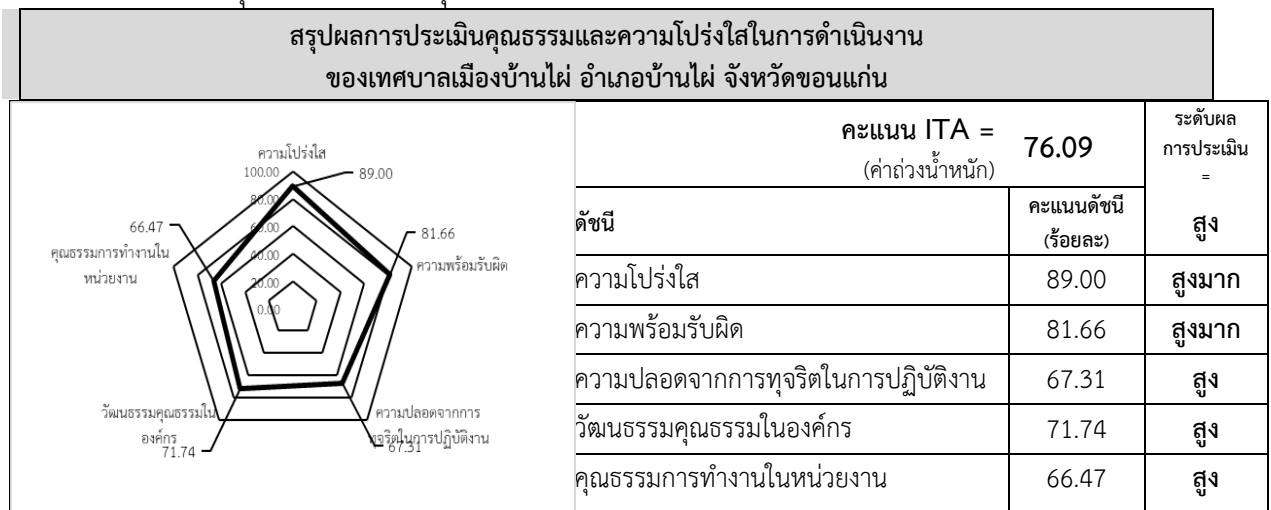 สรุปผลการประเมินคุณธรรมและความโปร่งใสในการดำเนินงาน
ของเทศบาลเมืองบ้านไผ่ อำเภอบ้านไผ่ จังหวัดขอนแก่น
ความโปร่งใส
100.00
89.00
80.00
66.47
60.00
81.66
คุณธรรมการทำงานใน
หน่วยงาน
40.00
ความพร้อมรับผิด
20.00
0.00
วัฒนธรรมคุณธรรมใน
องค์กร
71.74
ความปลอดจากการ
ทุจริตในการปฏิบัติงาน
67.31
คะแนน ITA =
(ค่าถ่วงน้ำหนัก)
76.09
ระดับผล
การประเมิน
=
สูง
ดัชนี
คะแนนดัชนี
(ร้อยละ)
ความโปร่งใส 89.00 สูงมาก
ความพร้อมรับผิด 81.66 สูงมาก
ความปลอดจากการทุจริตในการปฏิบัติงาน 67.31 สูง
วัฒนธรรมคุณธรรมในองค์กร 71.74 สูง
คุณธรรมการทำงานในหน่วยงาน 66.47 สูง